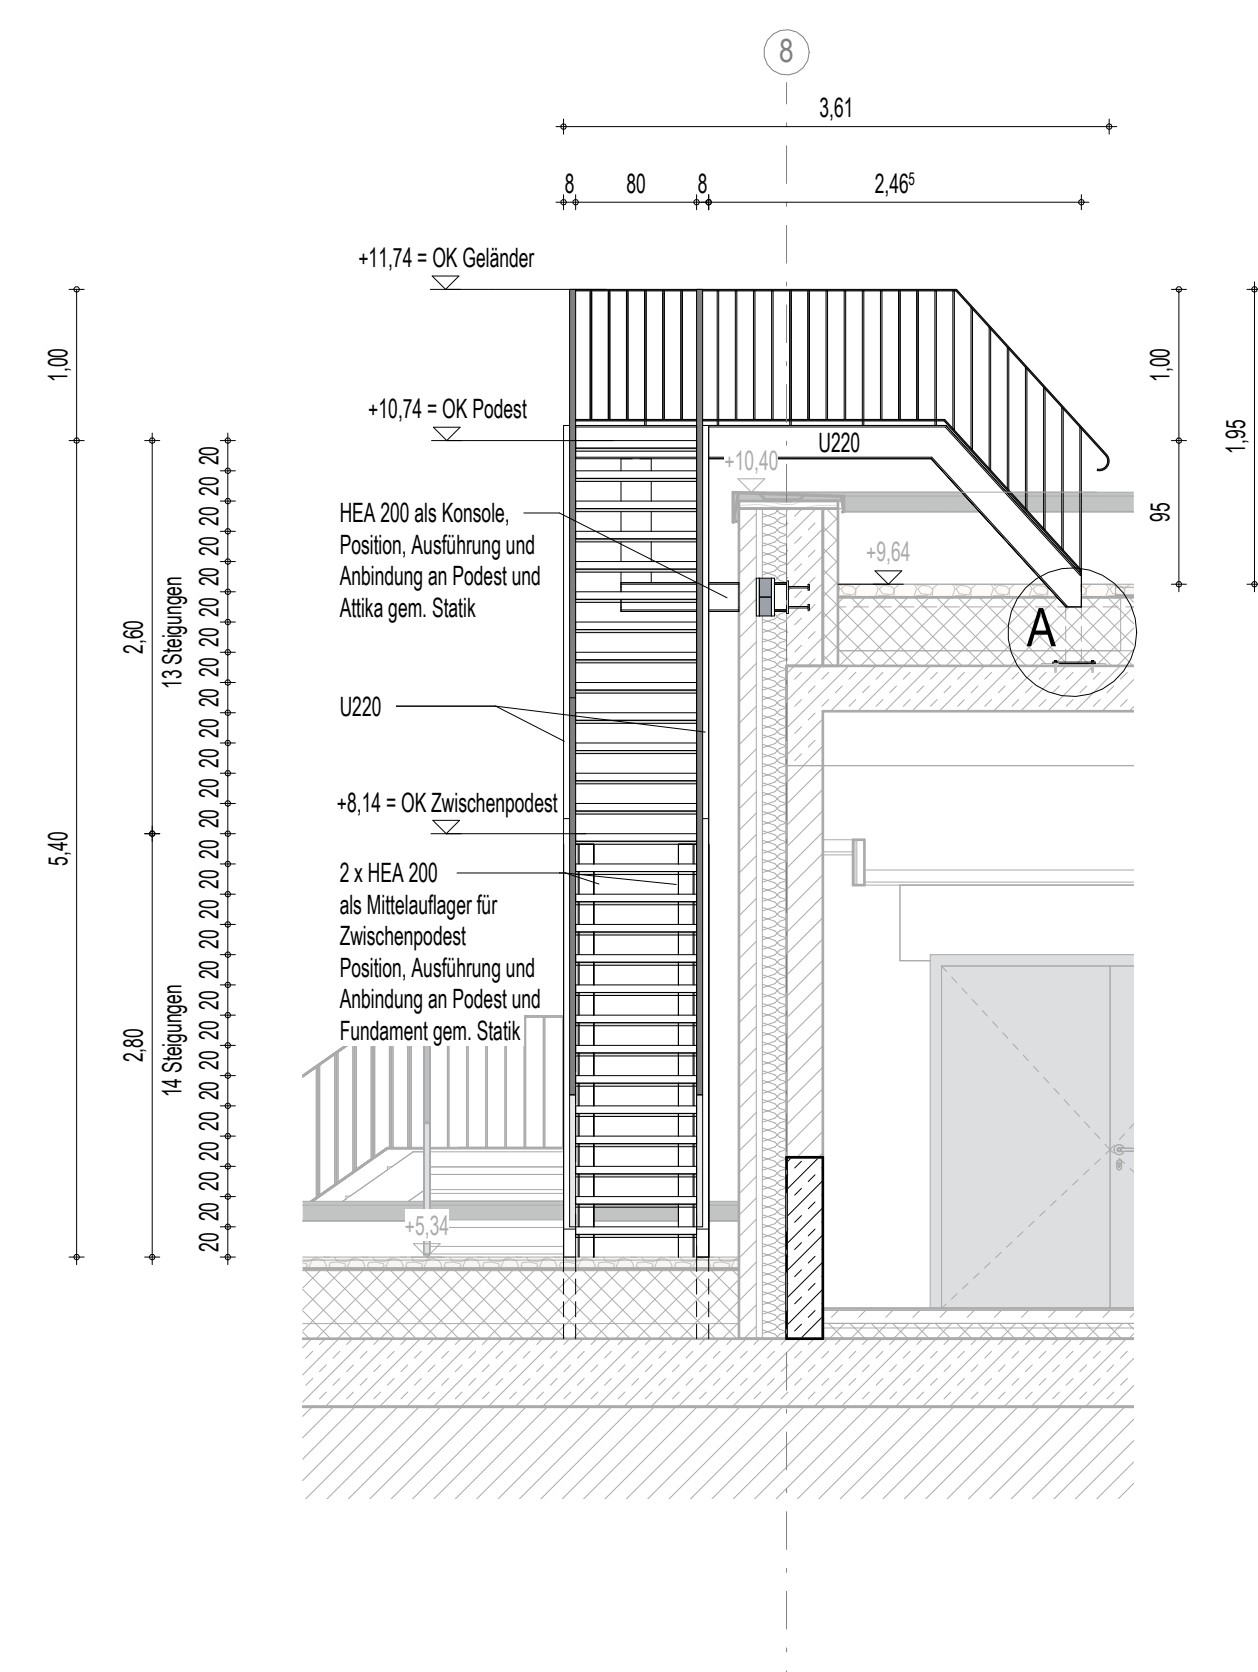 8
3,61
8 80 8 2,46⁵
+11,74 = OK Geländer
1,00
1,00
1,95
+10,74 = OK Podest
U220
+10,40
95
HEA 200 als Konsole,
Position, Ausführung und
Anbindung an Podest und
Attika gem. Statik
+9,64
A
2,60
13 Steigungen
20
20
20
20
20
20
20
20
20
20
20
20
20
U220
+8,14 = OK Zwischenpodest
5,40
2 x HEA 200
als Mittelauflager für
Zwischenpodest
Position, Ausführung und
Anbindung an Podest und
Fundament gem. Statik
2,80
14 Steigungen
20
20
20
20
20
20
20
20
20
20
20
20
20
20
+5,34